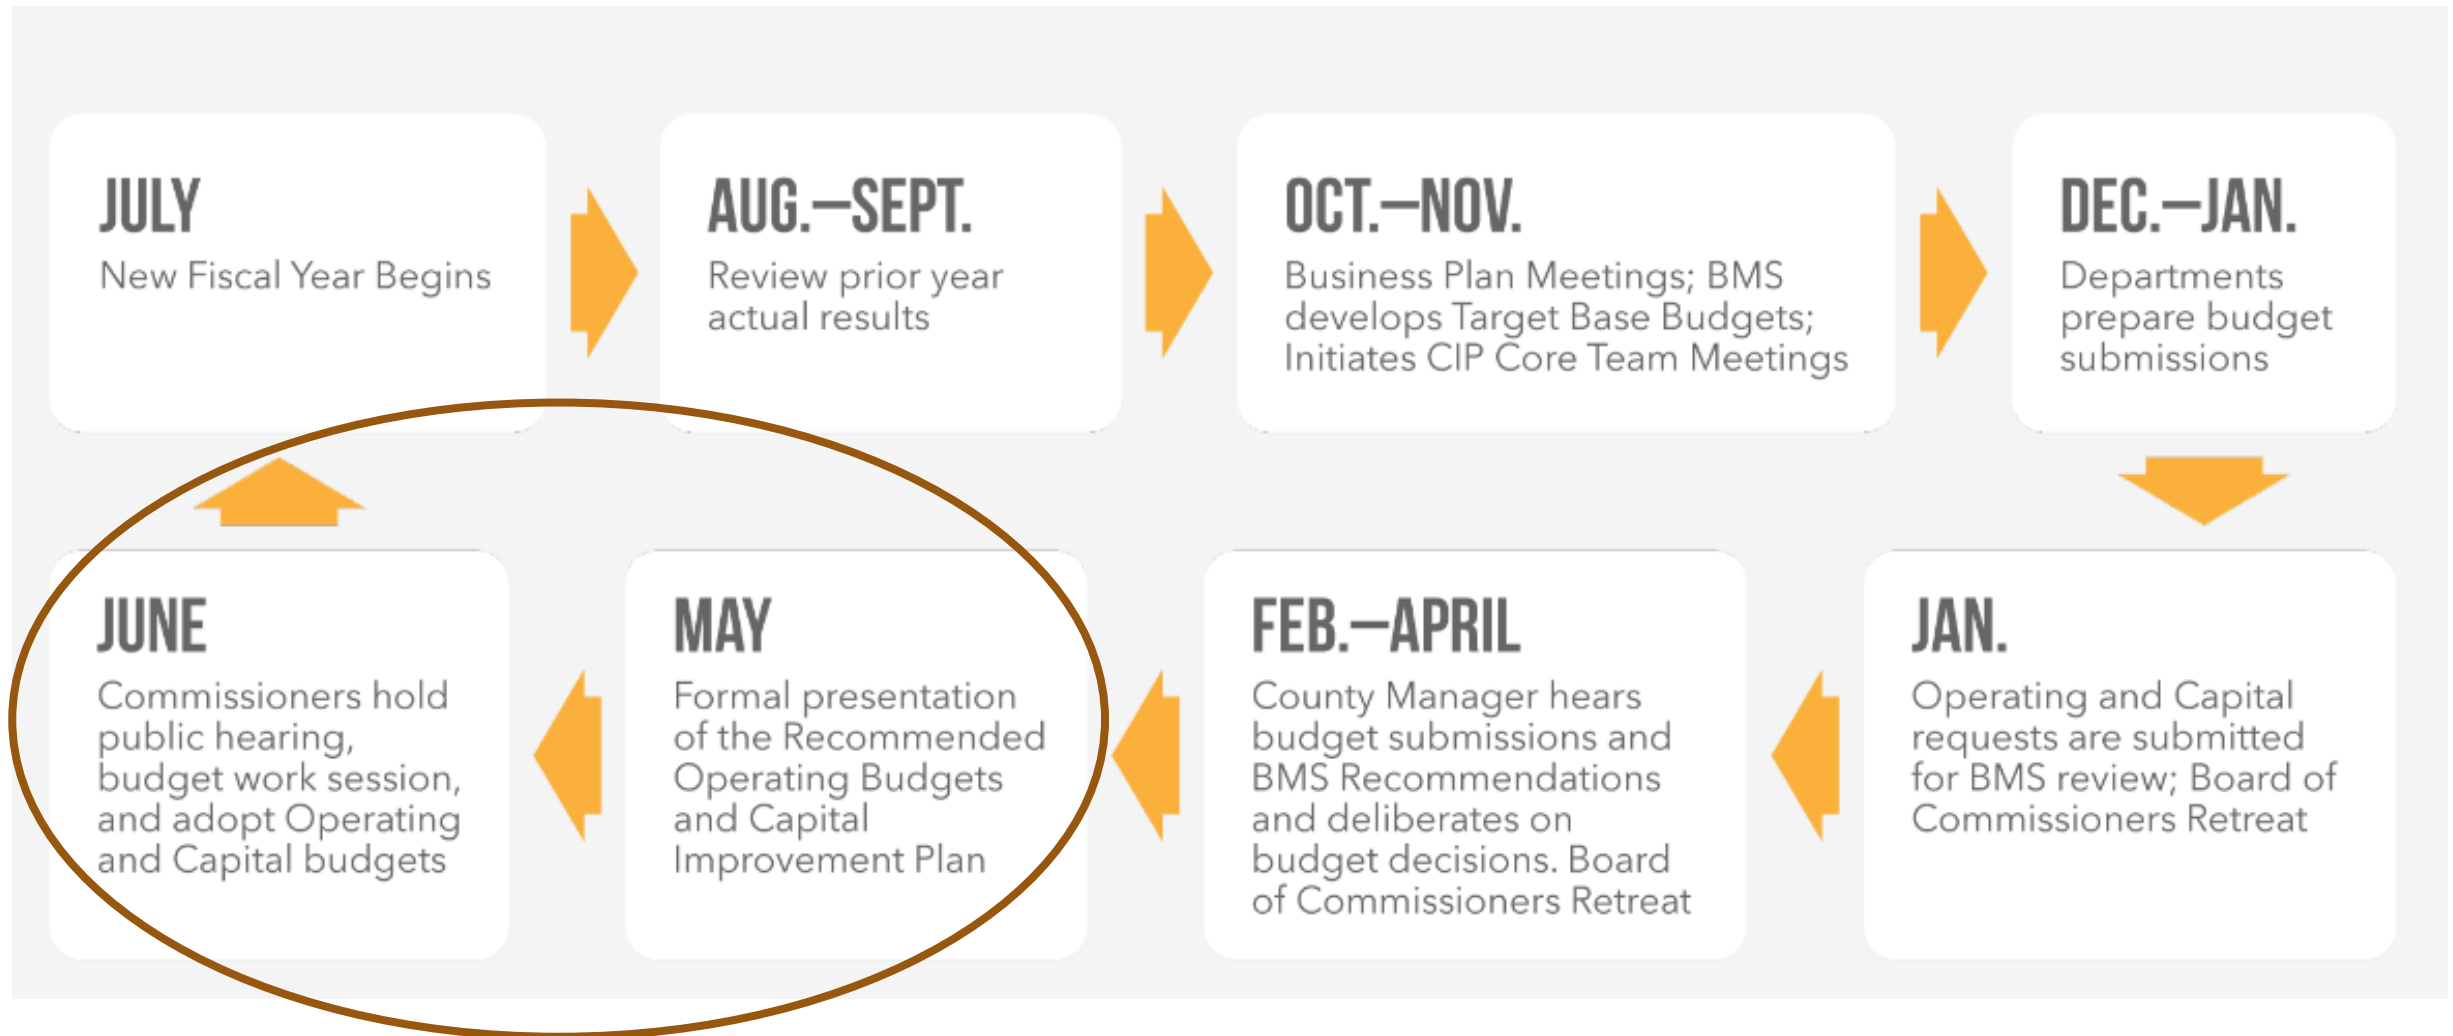 JULY
New Fiscal Year Begins
AUG.–SEPT.
Review prior year
actual results
OCT.–NOV.
Business Plan Meetings; BMS
develops Target Base Budgets;
Initiates CIP Core Team Meetings
DEC.–JAN.
Departments
prepare budget
submissions
JAN.
Operating and Capital
requests are submitted
for BMS review; Board of
Commissioners Retreat
FEB.–APRIL
County Manager hears
budget submissions and
BMS Recommendations
and deliberates on
budget decisions. Board
of Commissioners Retreat
MAY
Formal presentation
of the Recommended
Operating Budgets
and Capital
Improvement Plan
JUNE
Commissioners hold
public hearing,
budget work session,
and adopt Operating
and Capital budgets